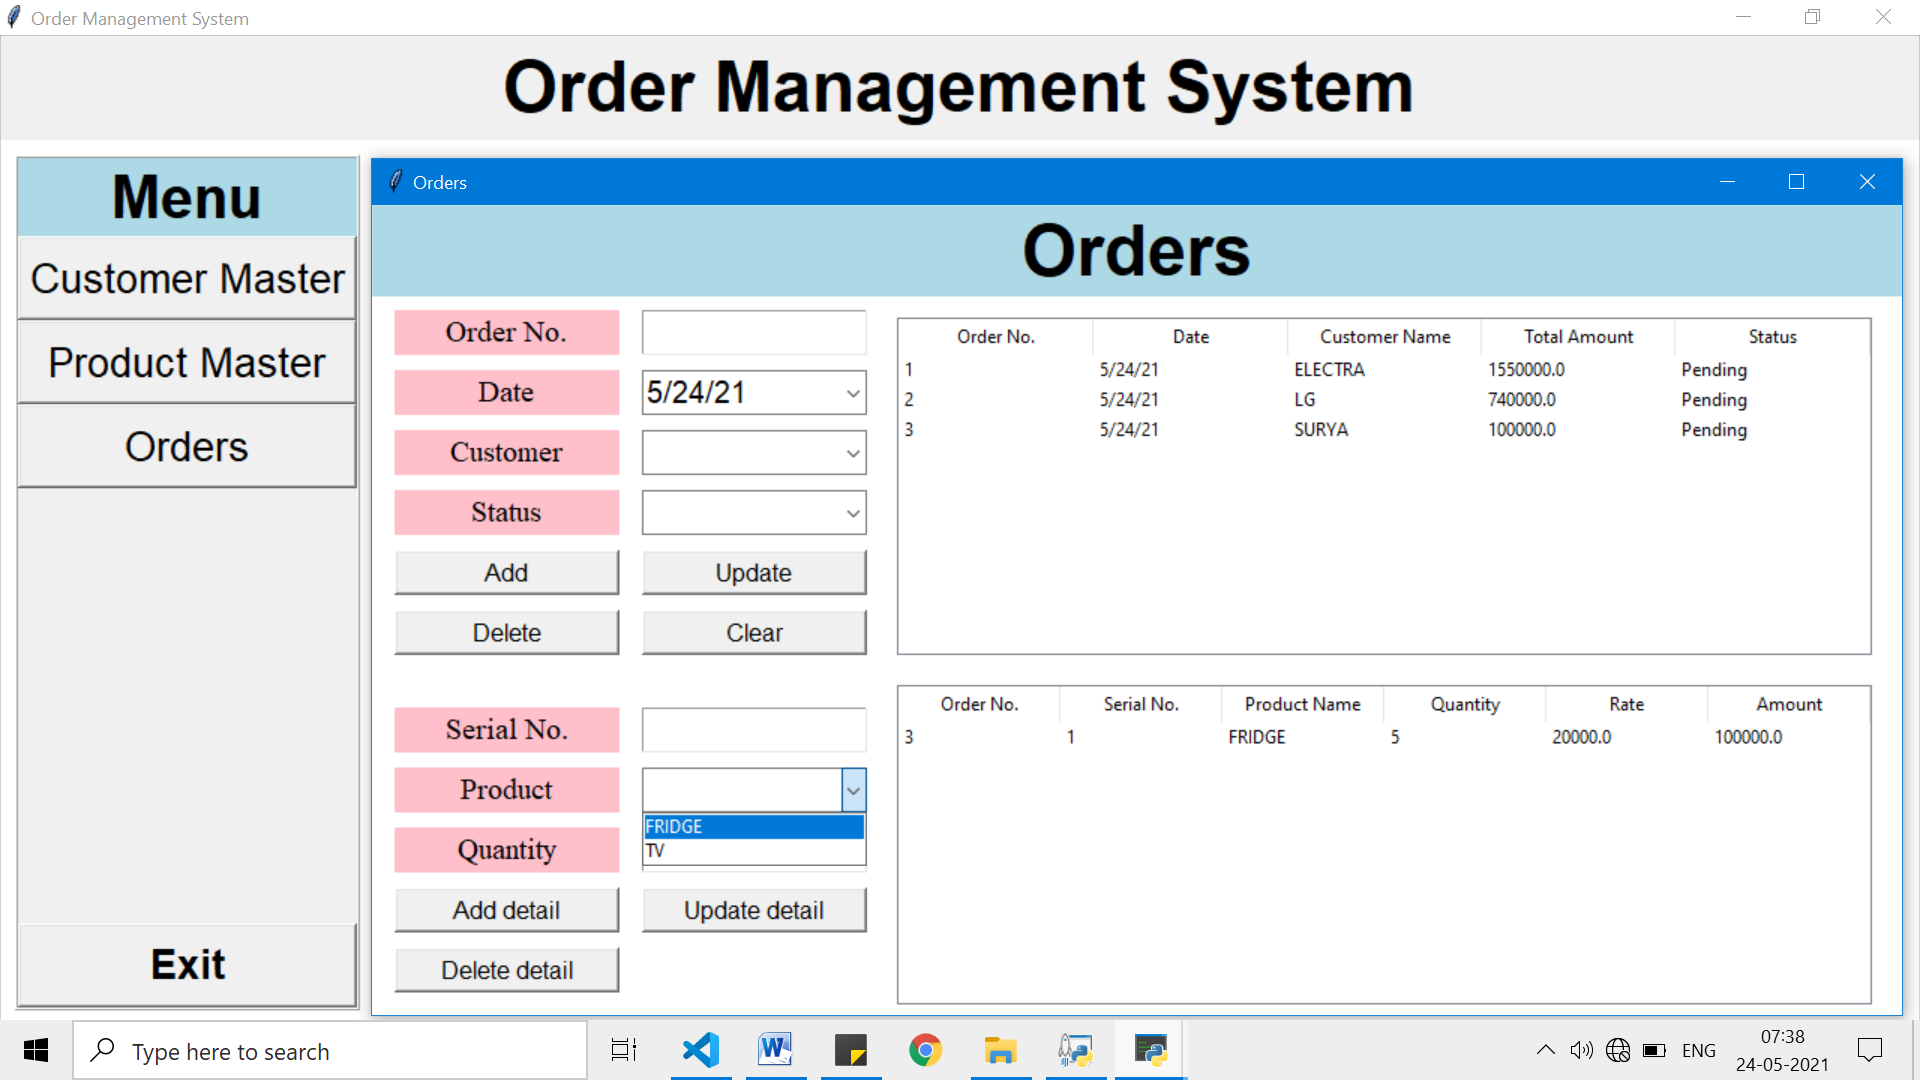 Order Management System
Order Management System
Menu
Customer Master
Product Master
Orders
Exit
Orders
Orders
Order No.
Date 5/24/21
Customer
Status
Add Update
Delete Clear
Order No. Date Customer Name Total Amount Status
1 5/24/21 ELECTRA 1550000.0 Pending
2 5/24/21 LG 740000.0 Pending
3 5/24/21 SURYA 100000.0 Pending
Serial No.
Product
FRIDGE
TV
Quantity
Add detail Update detail
Delete detail
Order No. Serial No. Product Name Quantity Rate Amount
3 1 FRIDGE 5 20000.0 100000.0
Type here to search
ENG
07:38
24-05-2021